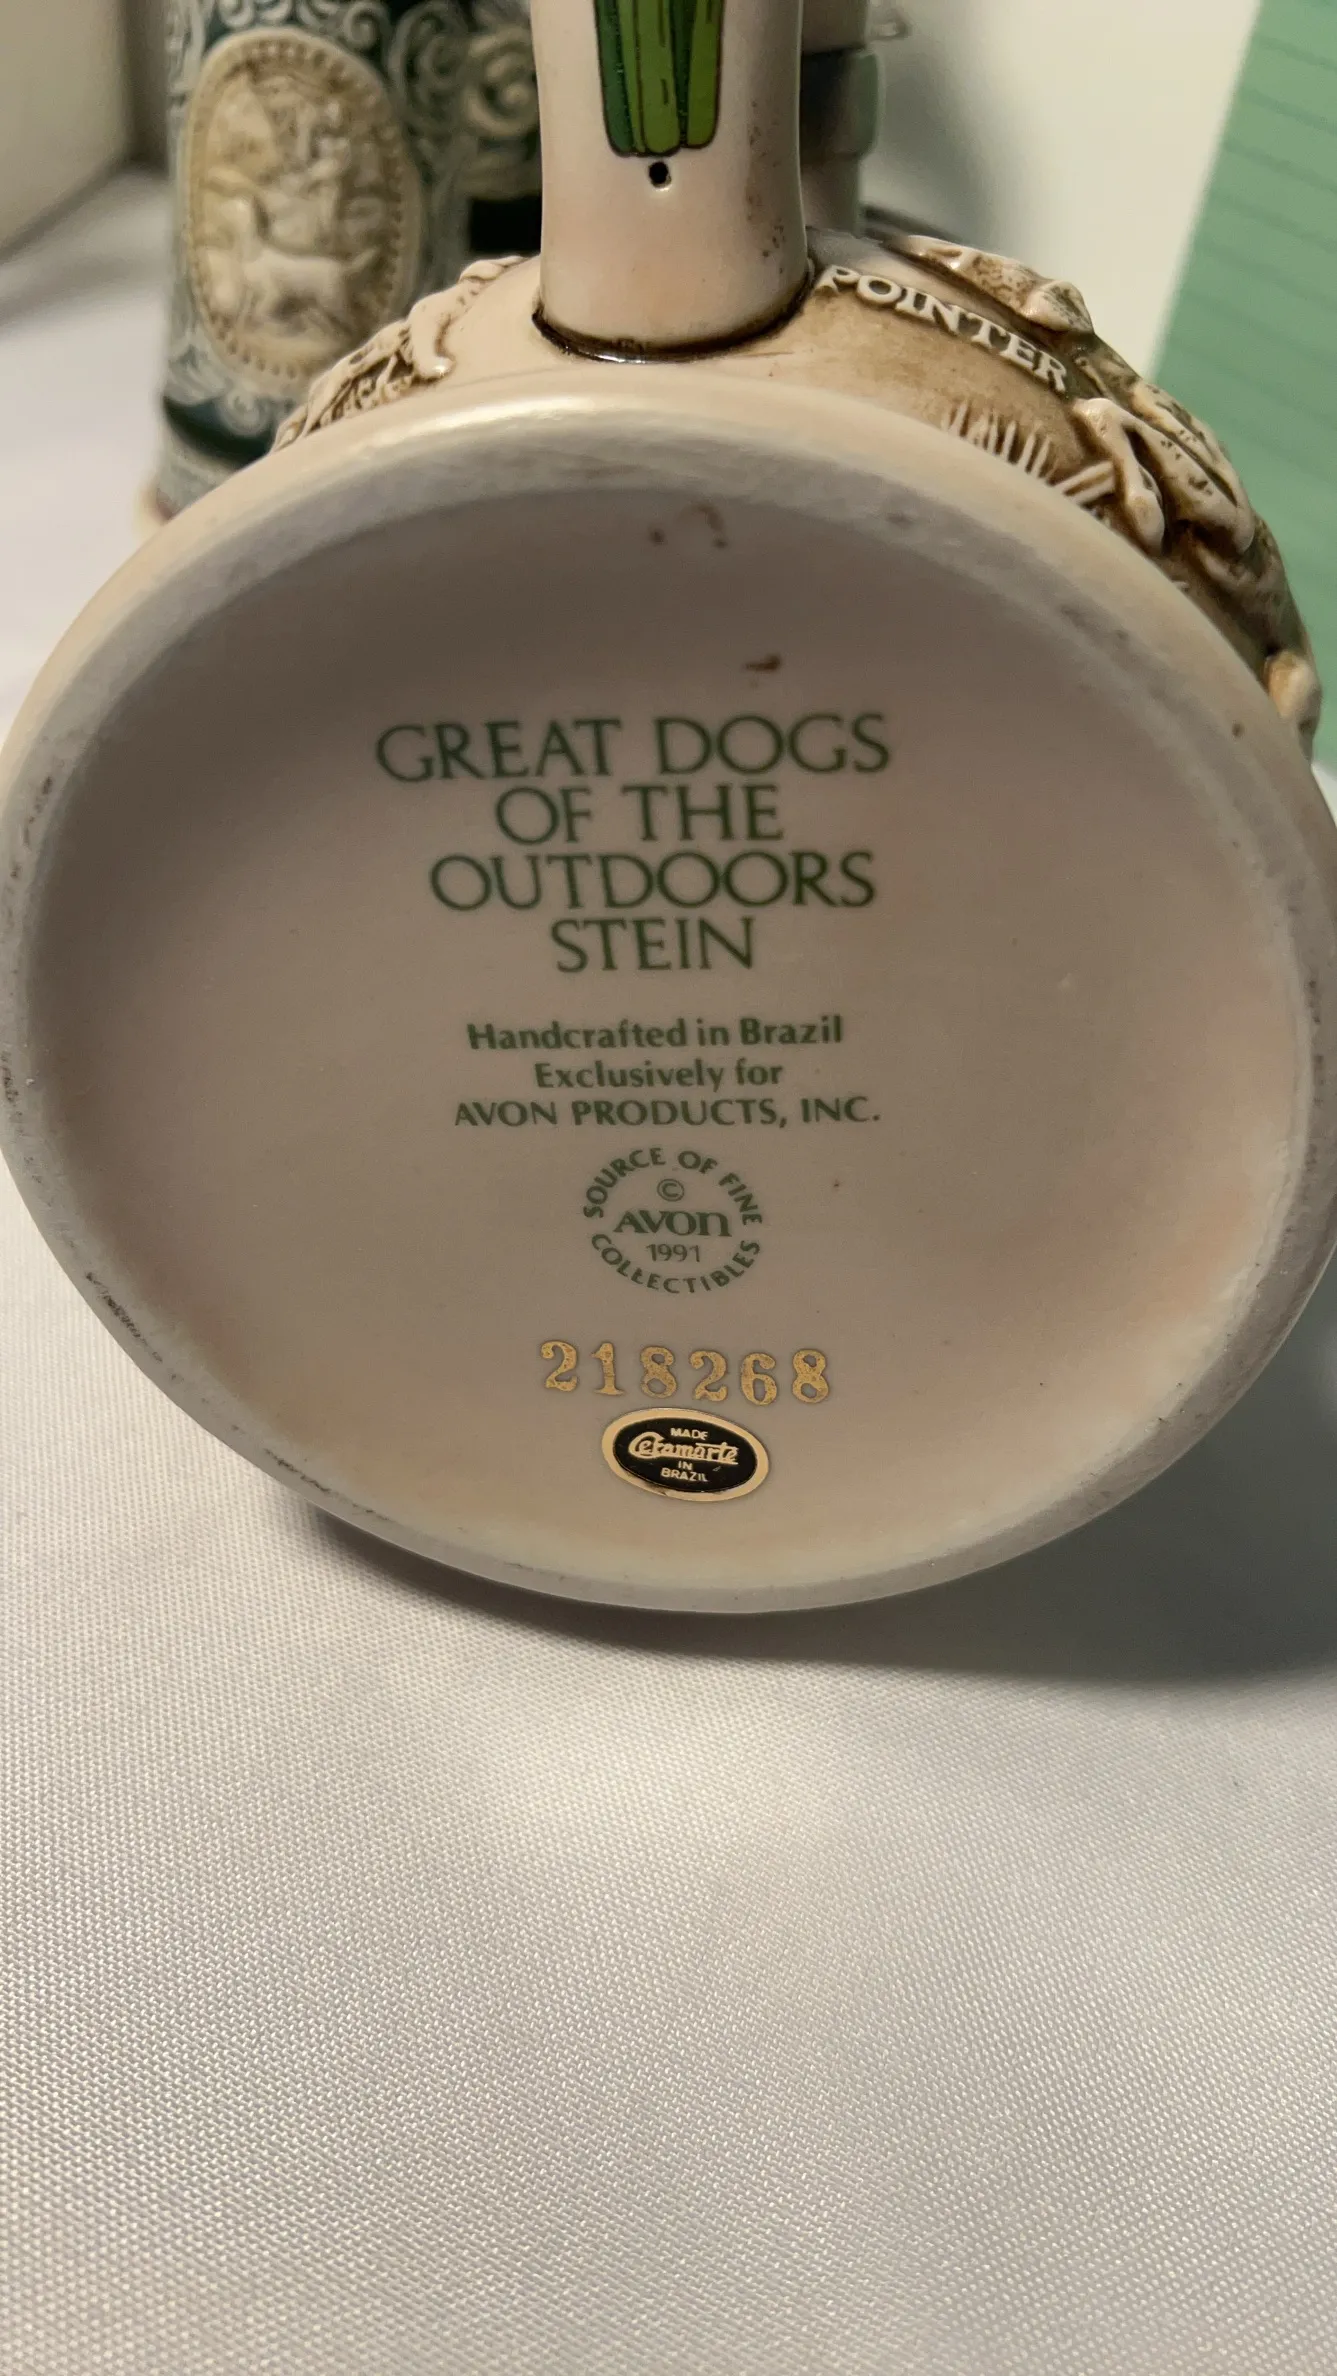 POINTER
GREAT DOGS
OF THE
OUTDOORS
STEIN
Handcrafted in Brazil
Exclusively for
AVON PRODUCTS, INC.
SOURCE OF FINE
©
AVON
1991
COLLECTIBLES
218268
MADE
Ceramarte
IN
BRAZIL